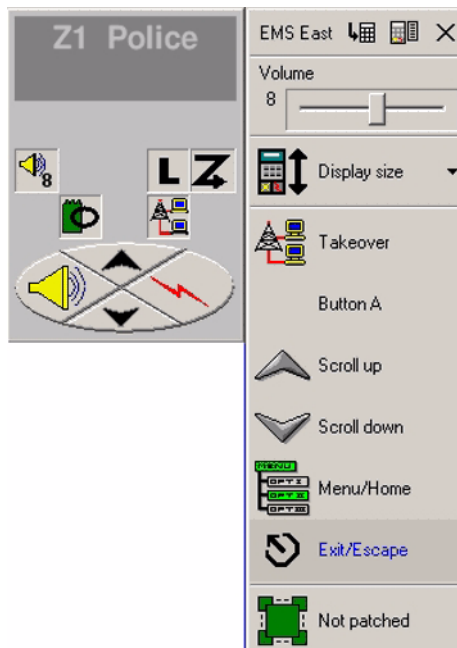 Z1 Police
8
L Z
EMS East
Volume
8
Display size
Takeover
Button A
Scroll up
Scroll down
MENU
OPT I
OPT II
OPT III
Menu/Home
Exit/Escape
Not patched